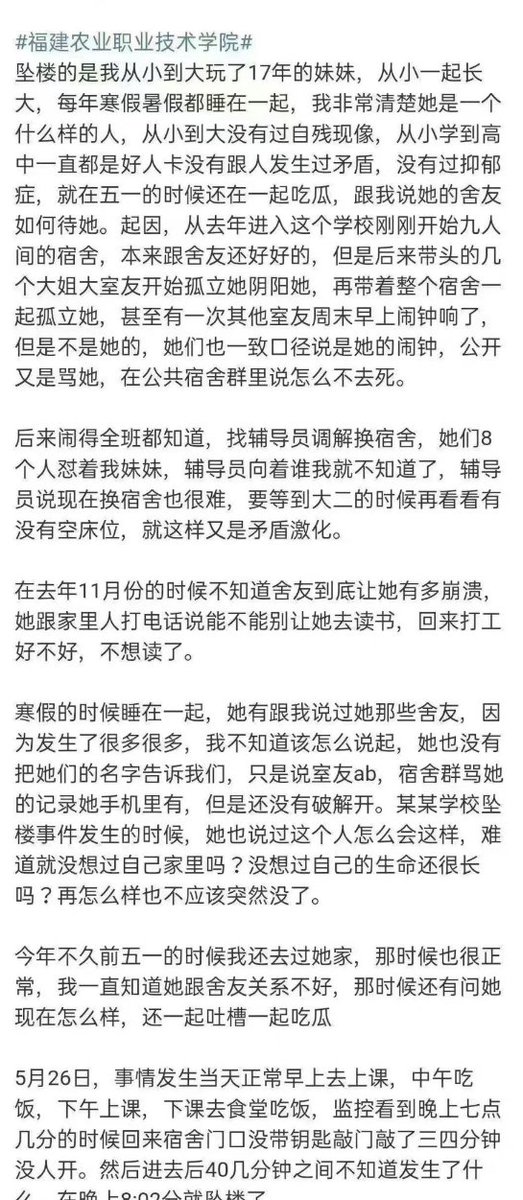 #福建农业职业技术学院#
坠楼的是我从小到大玩了17年的妹妹，从小一起长
大，每年寒假暑假都睡在一起，我非常清楚她是一个
什么样的人，从小到大没有过自残现像，从小学到高
中一直都是好人卡没有跟人发生过矛盾，没有过抑郁
症，就在五一的时候还在一起吃瓜，跟我说她的舍友
如何待她。起因，从去年进入这个学校刚刚开始九人
间的宿舍，本来跟舍友还好好的，但是后来带头的几
个大姐大室友开始孤立她阴阳她，再带着整个宿舍一
起孤立她，甚至有一次其他室友周末早上闹钟响了，
但是不是她的，她们也一致口径说是她的闹钟，公开
又是骂她，在公共宿舍群里说怎么不去死。
后来闹得全班都知道，找辅导员调解换宿舍，她们8
个人怼着我妹妹，辅导员向着谁我就不知道了，辅导
员说现在换宿舍也很难，要等到大二的时候再看看有
没有空床位，就这样又是矛盾激化。
在去年11月份的时候不知道舍友到底让她有多崩溃，
她跟家里人打电话说能不能别让她去读书，回来打工
好不好，不想读了。
寒假的时候睡在一起，她有跟我说过她那些舍友，因
为发生了很多很多，我不知道该怎么说起，她也没有
把她们的名字告诉我们，只是说室友ab，宿舍群骂她
的记录她手机里有，但是还没有破解开。某某学校坠
楼事件发生的时候，她也说过这个人怎么会这样，难
道就没想过自己家里吗？没想过自己的生命还很长
吗？再怎么样也不应该突然没了。
今年不久前五一的时候我还去过她家，那时候也很正
常，我一直知道她跟舍友关系不好，那时候还有问她
现在怎么样，还一起吐槽一起吃瓜
5月26日，事情发生当天正常早上去上课，中午吃
饭，下午上课，下课去食堂吃饭，监控看到晚上七点
几分的时候回来宿舍门口没带钥匙敲门敲了三四分钟
没人开。然后进去后40几分钟之间不知道发生了什
么，在晚上8:02分就坠楼了